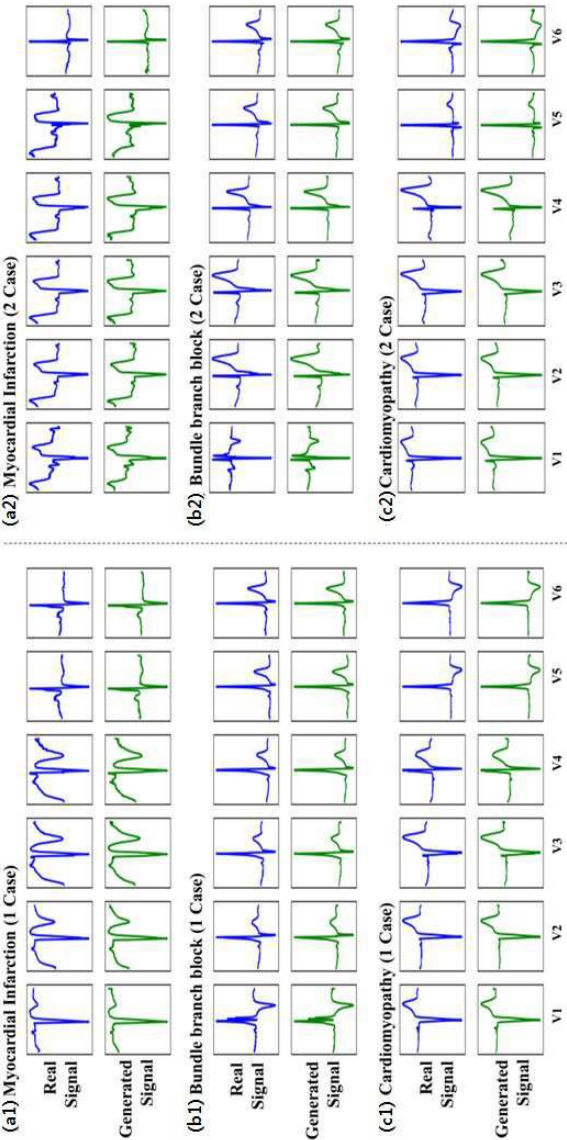 (a1) Myocardial Infarction (1 Case)
Real
Signal
Generated
Signal
(b1) Bundle branch block (1 Case)
Real
Signal
Generated
Signal
(c1) Cardiomyopathy (1 Case)
Real
Signal
Generated
Signal
V1 V2 V3 V4 V5 V6
(a2) Myocardial Infarction (2 Case)
(b2) Bundle branch block (2 Case)
(c2) Cardiomyopathy (2 Case)
V1 V2 V3 V4 V5 V6